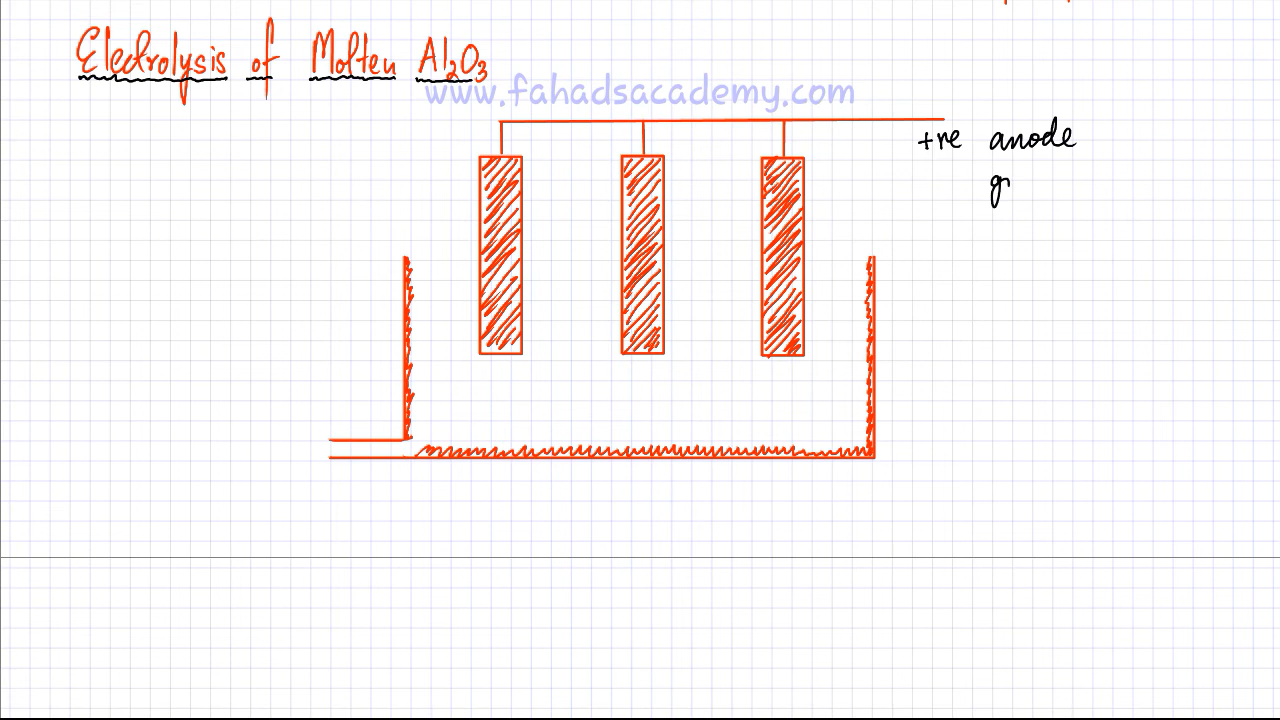 Electrolysis of Molten Al₂O₃
www.fahadsacademy.com
+ve anode
g